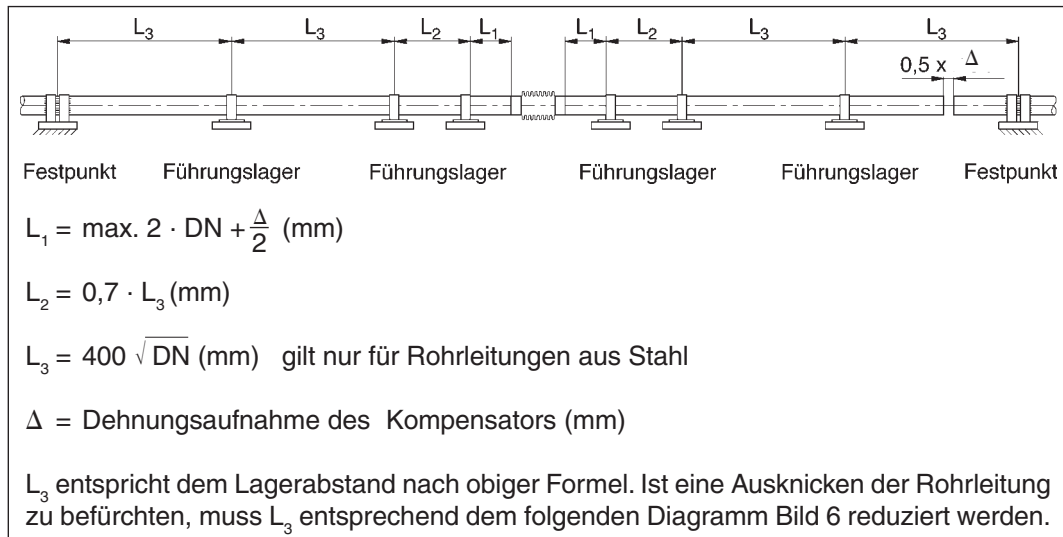 L₃ L₃ L₂ L₁ L₁ L₂ L₃ L₃
0,5 x Δ
Festpunkt Führungslager Führungslager Führungslager Führungslager Festpunkt
L₁ = max. 2 · DN + Δ/2 (mm)
L₂ = 0,7 · L₃ (mm)
L₃ = 400 √DN (mm) gilt nur für Rohrleitungen aus Stahl
Δ = Dehnungsaufnahme des Kompensators (mm)
L₃ entspricht dem Lagerabstand nach obiger Formel. Ist eine Ausknicken der Rohrleitung
zu befürchten, muss L₃ entsprechend dem folgenden Diagramm Bild 6 reduziert werden.